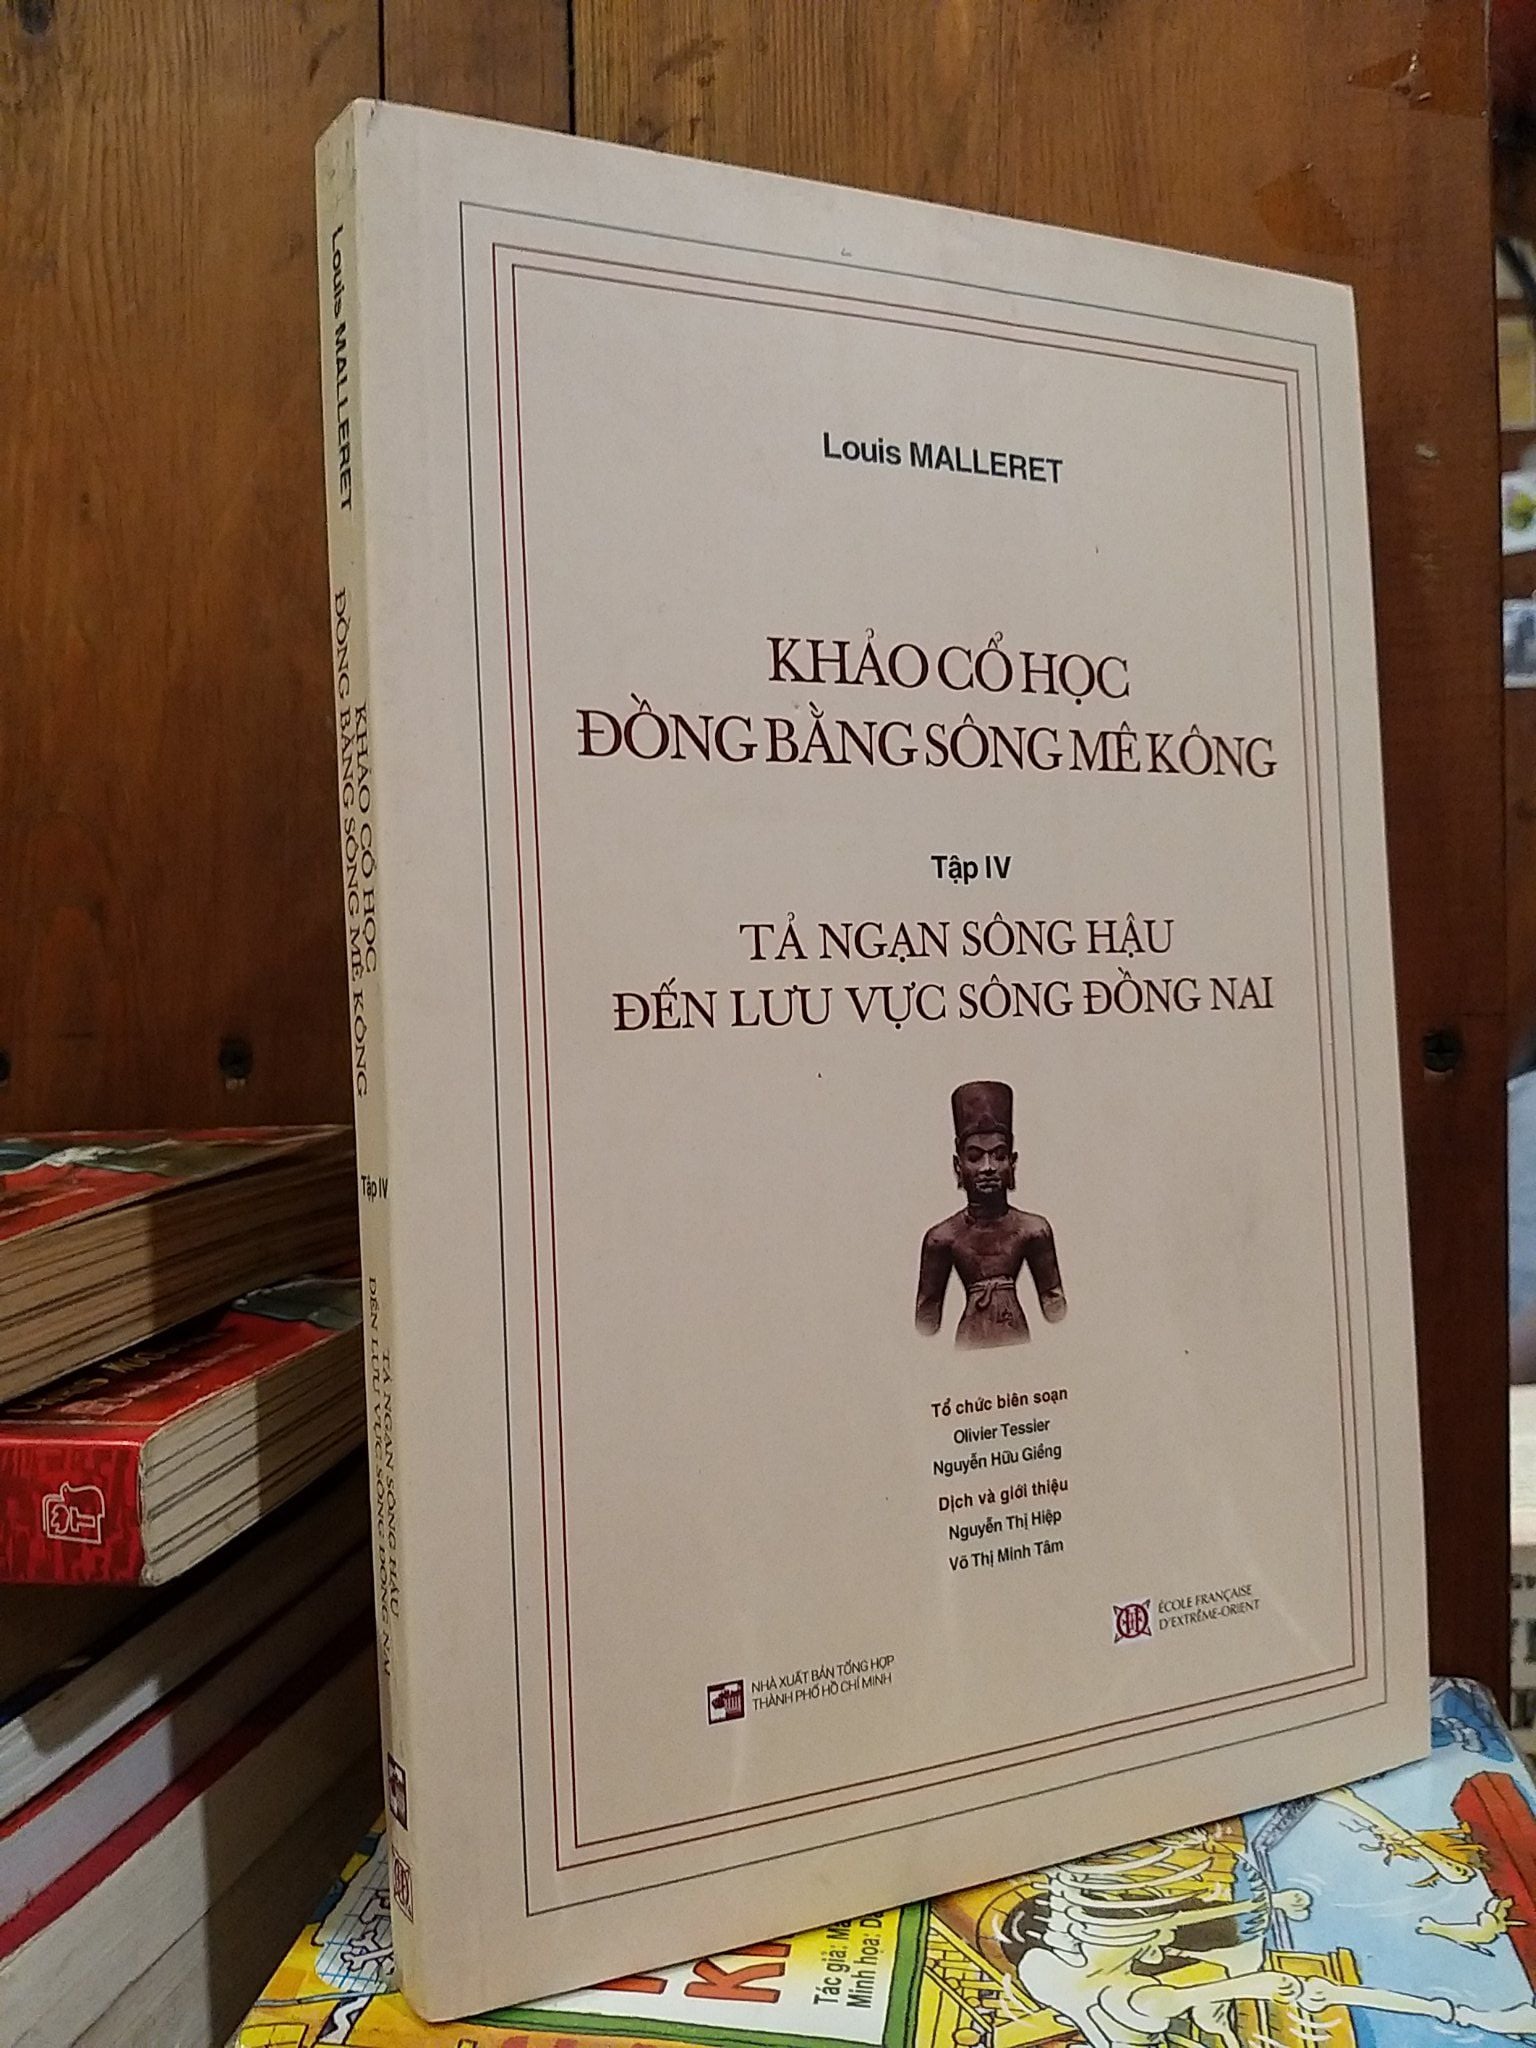 Louis MALLERET
KHẢO CỔ HỌC
ĐỒNG BẰNG SÔNG MÊ KÔNG
Tập IV
TẢ NGẠN SÔNG HẬU
ĐẾN LƯU VỰC SÔNG ĐỒNG NAI
Tổ chức biên soạn
Olivier Tessier
Nguyễn Hữu Giềng
Dịch và giới thiệu
Nguyễn Thị Hiệp
Võ Thị Minh Tâm
NHÀ XUẤT BẢN TỔNG HỢP
THÀNH PHỐ HỒ CHÍ MINH
ÉCOLE FRANÇAISE
D'EXTRÊME-ORIENT
Louis MALLERET
KHẢO CỔ HỌC
ĐỒNG BẰNG SÔNG MÊ KÔNG
Tập IV
TẢ NGẠN SÔNG HẬU
ĐẾN LƯU VỰC SÔNG ĐỒNG NAI
Tác giả:
Minh họa: